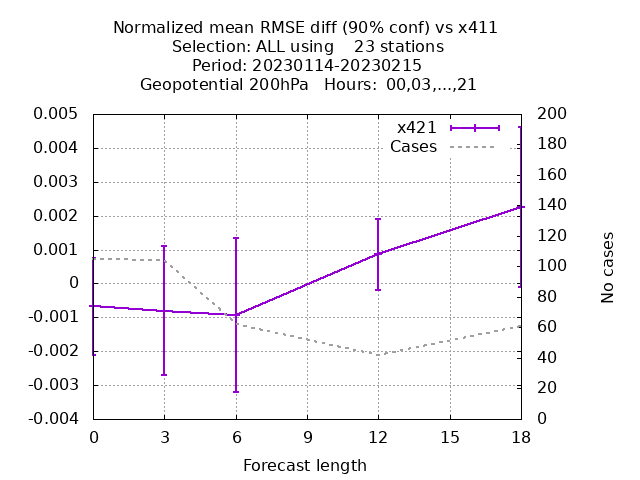 Normalized mean RMSE diff (90% conf) vs x411
Selection: ALL using    23 stations
Period: 20230114-20230215
Geopotential 200hPa   Hours:  00,03,...,21
x421
Cases
0.005
0.004
0.003
0.002
0.001
0
-0.001
-0.002
-0.003
-0.004
200
180
160
140
120
100
80
60
40
20
0
No cases
0 3 6 9 12 15 18
Forecast length